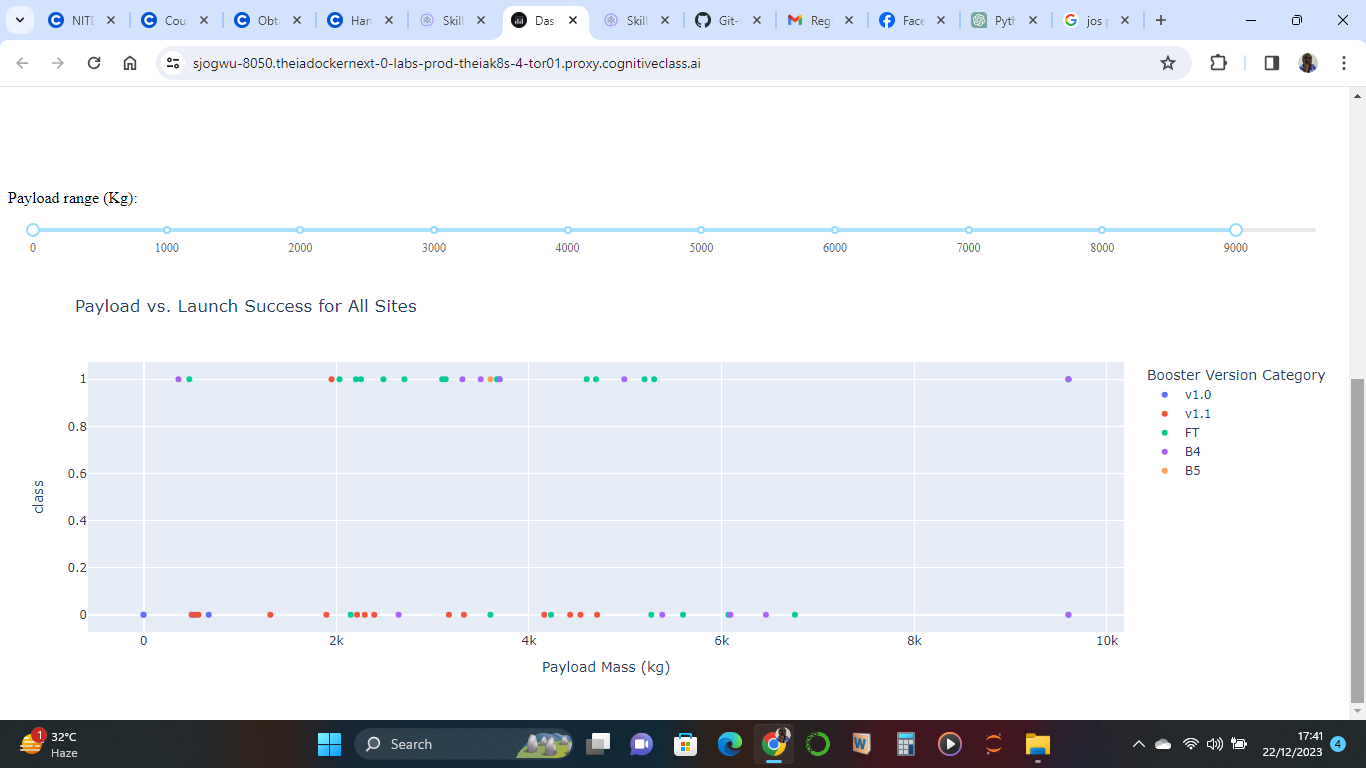 NIT
Cou
Obt
Han
Skill
Das
Skill
Git-
Reg
Face
Pyth
jos
sjogwu-8050.theiadockernext-0-labs-prod-theiak8s-4-tor01.proxy.cognitiveclass.ai
Payload range (Kg):
0 1000 2000 3000 4000 5000 6000 7000 8000 9000
Payload vs. Launch Success for All Sites
Booster Version Category
v1.0
v1.1
FT
B4
B5
1
0.8
0.6
0.4
0.2
0
class
0 2k 4k 6k 8k 10k
Payload Mass (kg)
1
32°C
Haze
Search
17:41
22/12/2023
4